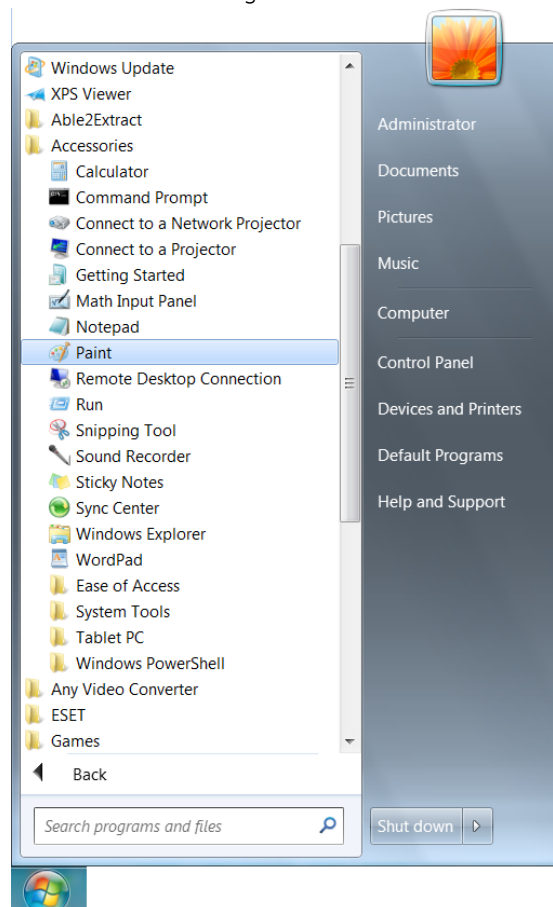 Windows Update
XPS Viewer
Able2Extract
Accessories
Calculator
Command Prompt
Connect to a Network Projector
Connect to a Projector
Getting Started
Math Input Panel
Notepad
Paint
Remote Desktop Connection
Run
Snipping Tool
Sound Recorder
Sticky Notes
Sync Center
Windows Explorer
WordPad
Ease of Access
System Tools
Tablet PC
Windows PowerShell
Any Video Converter
ESET
Games
Back
Search programs and files
Administrator
Documents
Pictures
Music
Computer
Control Panel
Devices and Printers
Default Programs
Help and Support
Shut down